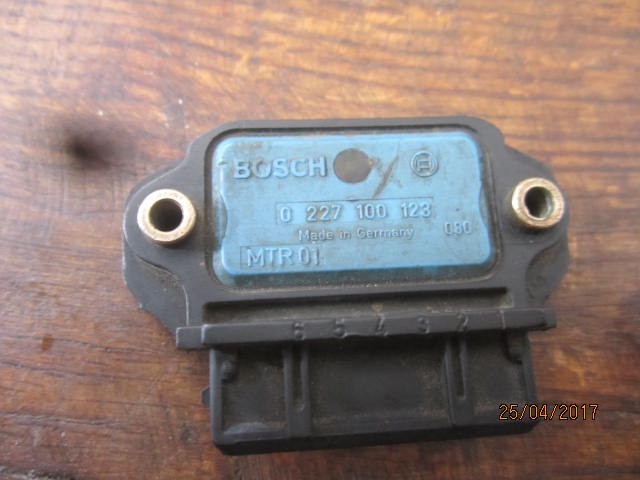 BOSCH
0 227 100 123
Made in Germany 080
MTR 01
6 5 4 3 2
25/04/2017